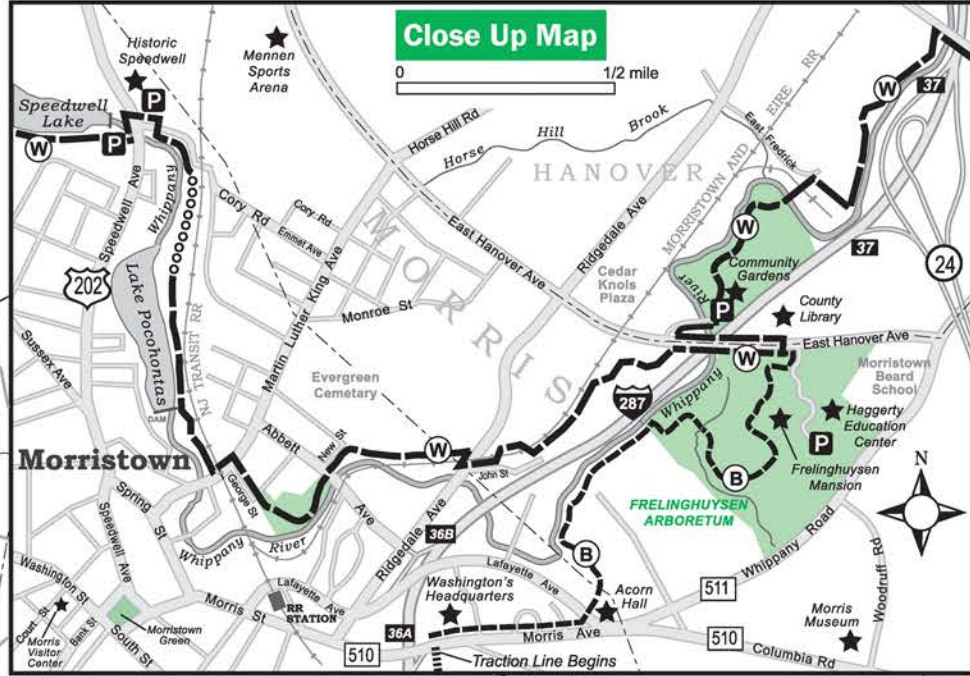 Close Up Map
0 1/2 mile
Historic
Speedwell
P
Mennen
Sports
Arena
37
W
Speedwell
Lake
P
W
Horse Hill Rd
Horse Hill Brook
East Fredrick
MORRISTOWN AND EIRE RR
HANOVER
Whippany
Speedwell Ave
Cory Rd
Cory Rd
Emmet Ave
MORRIS
East Hanover Ave
Ridgedale Ave
W
37
24
202
Lake Pocohontas
NJ TRANSIT RR
Martin Luther King Ave
Monroe St
Cedar
Knols
Plaza
River
Community
Gardens
P
County
Library
East Hanover Ave
W
Sussex Ave
Evergreen
Cemetery
287
Whippany
Morristown
Beard
School
DAM
Haggerty
Education
Center
P
Morristown
Abbett Ave
New St
W
John St
Frelinghuysen
Mansion
B
N
Spring St
George St
FRELINGHUYSEN
ARBORETUM
Speedwell Ave
Whippany River
Ridgedale Ave
36B
Whippany Road
B
Woodruff Rd
Washington St
Lafayette Ave
Lafayette Ave
Washington's
Headquarters
Acorn
Hall
511
Court St
Morris
Visitor
Center
Bank St
South St
Morristown
Green
Morris St
RR
STATION
36A
Morris Ave
510
510
Columbia Rd
Morris
Museum
Traction Line Begins